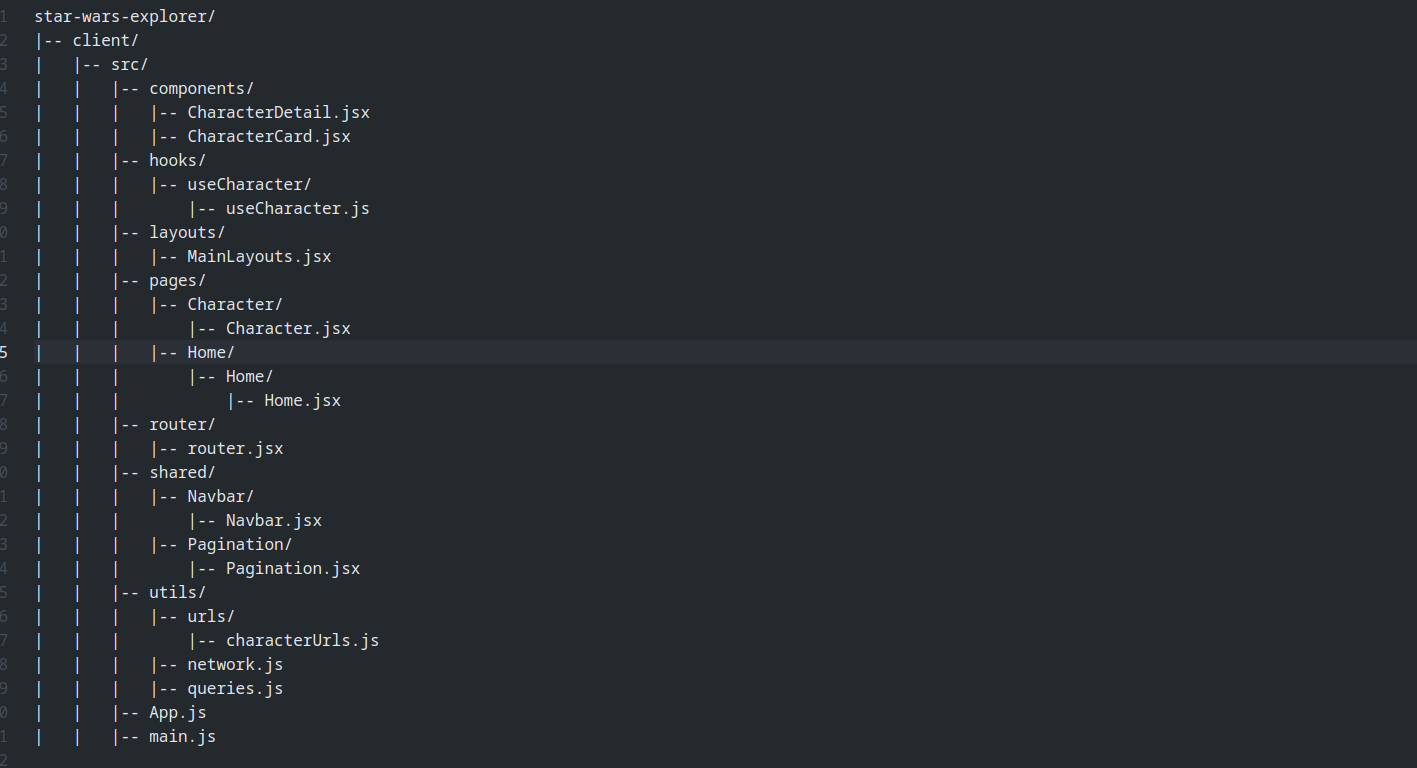 1 star-wars-explorer/
2 |-- client/
3 |   |-- src/
4 |   |   |-- components/
5 |   |   |   |-- CharacterDetail.jsx
6 |   |   |   |-- CharacterCard.jsx
7 |   |   |-- hooks/
8 |   |   |   |-- useCharacter/
9 |   |   |       |-- useCharacter.js
0 |   |   |-- layouts/
1 |   |   |   |-- MainLayouts.jsx
2 |   |   |-- pages/
3 |   |   |   |-- Character/
4 |   |   |       |-- Character.jsx
5 |   |   |   |-- Home/
6 |   |   |       |-- Home/
7 |   |   |           |-- Home.jsx
8 |   |   |-- router/
9 |   |   |   |-- router.jsx
0 |   |   |-- shared/
1 |   |   |   |-- Navbar/
2 |   |   |       |-- Navbar.jsx
3 |   |   |   |-- Pagination/
4 |   |   |       |-- Pagination.jsx
5 |   |   |-- utils/
6 |   |   |   |-- urls/
7 |   |   |       |-- characterUrls.js
8 |   |   |   |-- network.js
9 |   |   |   |-- queries.js
0 |   |   |-- App.js
1 |   |   |-- main.js
2